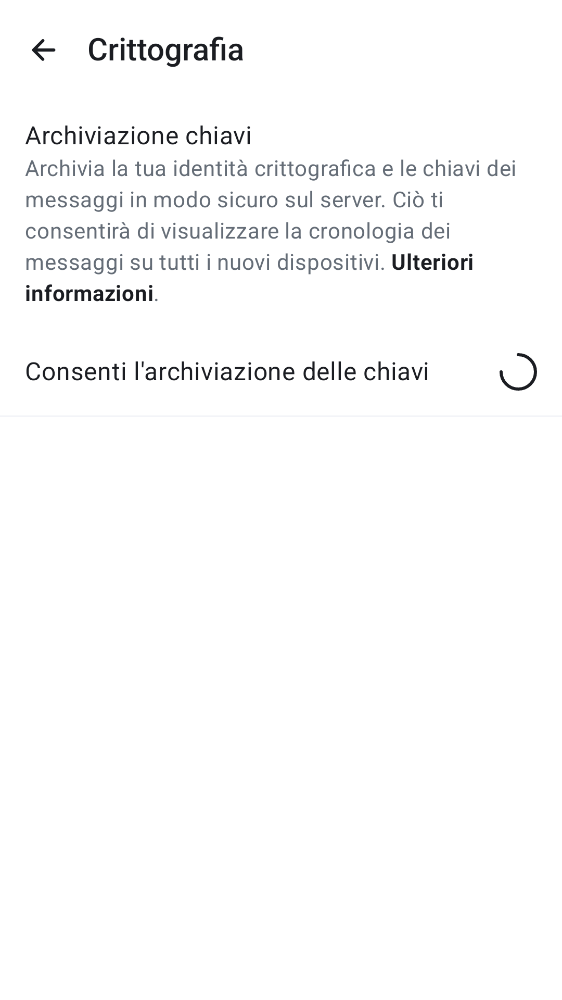 Crittografia
Archiviazione chiavi
Archivia la tua identità crittografica e le chiavi dei
messaggi in modo sicuro sul server. Ciò ti
consentirà di visualizzare la cronologia dei
messaggi su tutti i nuovi dispositivi. Ulteriori
informazioni.
Consenti l'archiviazione delle chiavi